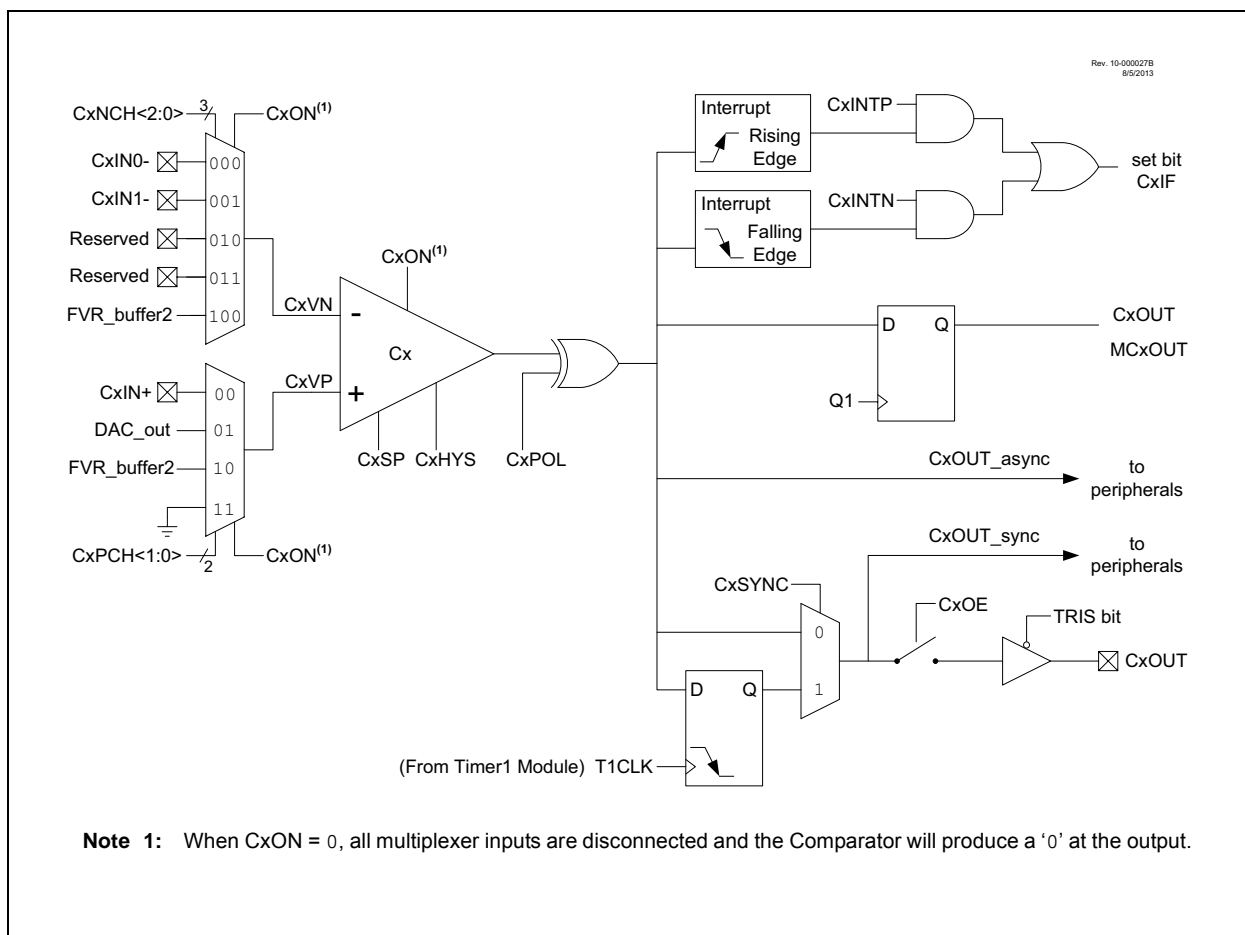 Rev. 10-000027B
8/5/2013
CxNCH<2:0>
3
CxON(1)
CxIN0-
000
CxIN1-
001
Reserved
010
Reserved
011
FVR_buffer2
100
CxVN
CxON(1)
-
Cx
+
CxVP
CxIN+
00
DAC_out
01
FVR_buffer2
10
11
CxPCH<1:0>
2
CxON(1)
CxSP
CxHYS
CxPOL
Interrupt
Rising
Edge
CxINTP
Interrupt
Falling
Edge
CxINTN
set bit
CxIF
D
Q
Q1
CxOUT
MCxOUT
CxOUT_async
to
peripherals
CxOUT_sync
to
peripherals
CxSYNC
0
1
CxOE
TRIS bit
CxOUT
D
Q
(From Timer1 Module) T1CLK
Note 1: When CxON = 0, all multiplexer inputs are disconnected and the Comparator will produce a ‘0’ at the output.